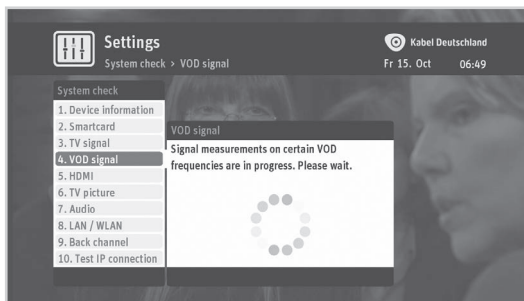 Settings
Kabel Deutschland
System check > VOD signal
Fr 15. Oct 06:49
System check
1. Device information
2. Smartcard
3. TV signal
4. VOD signal
5. HDMI
6. TV picture
7. Audio
8. LAN / WLAN
9. Back channel
10. Test IP connection
VOD signal
Signal measurements on certain VOD
frequencies are in progress. Please wait.